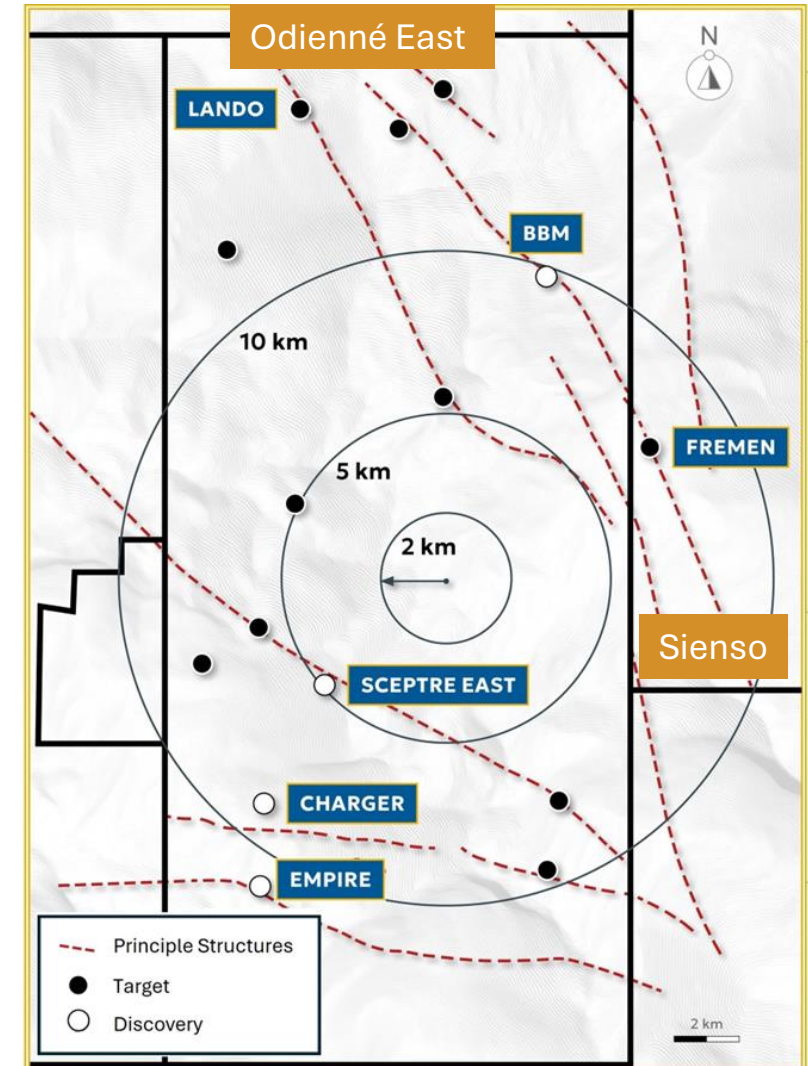 Odienné East
N
LANDO
BBM
10 km
FREMEN
5 km
2 km
Sienso
SCEPTRE EAST
CHARGER
EMPIRE
Principle Structures
Target
Discovery
2 km